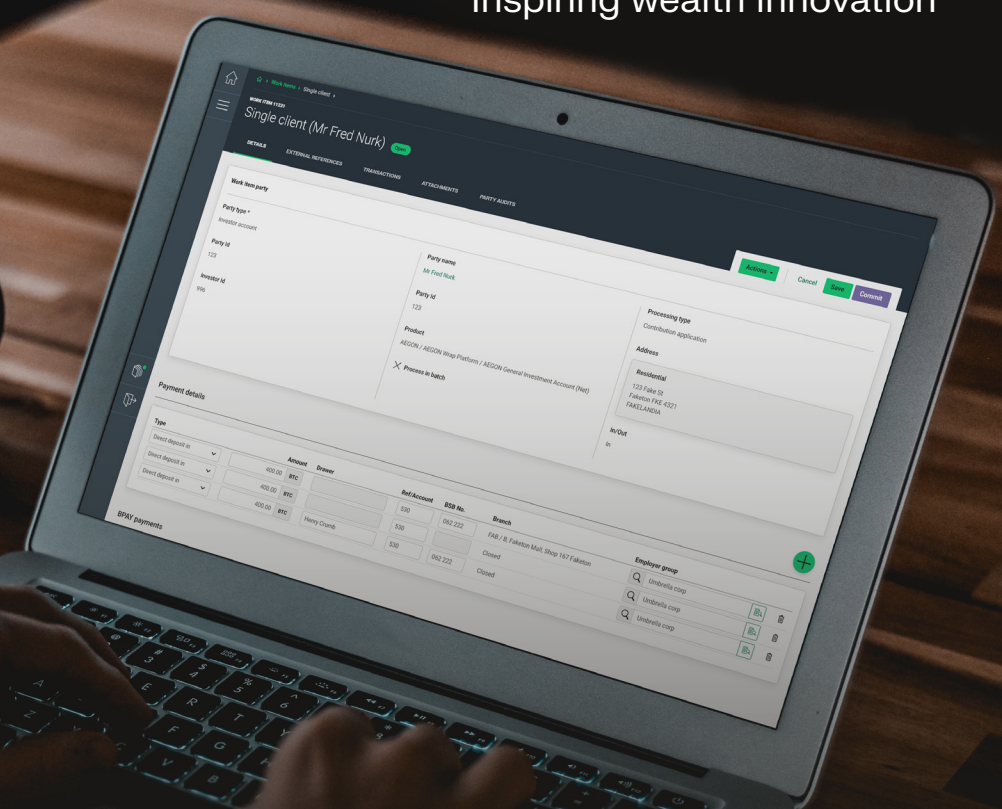 Inspiring wealth innovation
Work items > Single client >
WORK ITEM 11231
Single client (Mr Fred Nurk) Open
DETAILS EXTERNAL REFERENCES TRANSACTIONS ATTACHMENTS PARTY AUDITS
Actions Cancel Save Commit
Work item party
Party type *
Investor account
Party Id
123
Investor Id
Party name
Mr Fred Nurk
Party Id
123
Product
AEGON / AEGON Wrap Platform / AEGON General Investment Account (Net)
Process in batch
Processing type
Contribution application
Address
Residential
123 Fake St
Faketon FKE 4321
FAKELANDIA
In/Out
In
Payment details
Type Amount Drawer Ref/Account BSB No. Branch Employer group
Direct deposit in 400.00 BTC 530 062 222 FAB / B, Faketon Mall, Shop 167 Faketon Umbrella corp
Direct deposit in 400.00 BTC 530 Closed Umbrella corp
Direct deposit in 400.00 BTC Henry Crumb 530 062 222 Closed Umbrella corp
BPAY payments